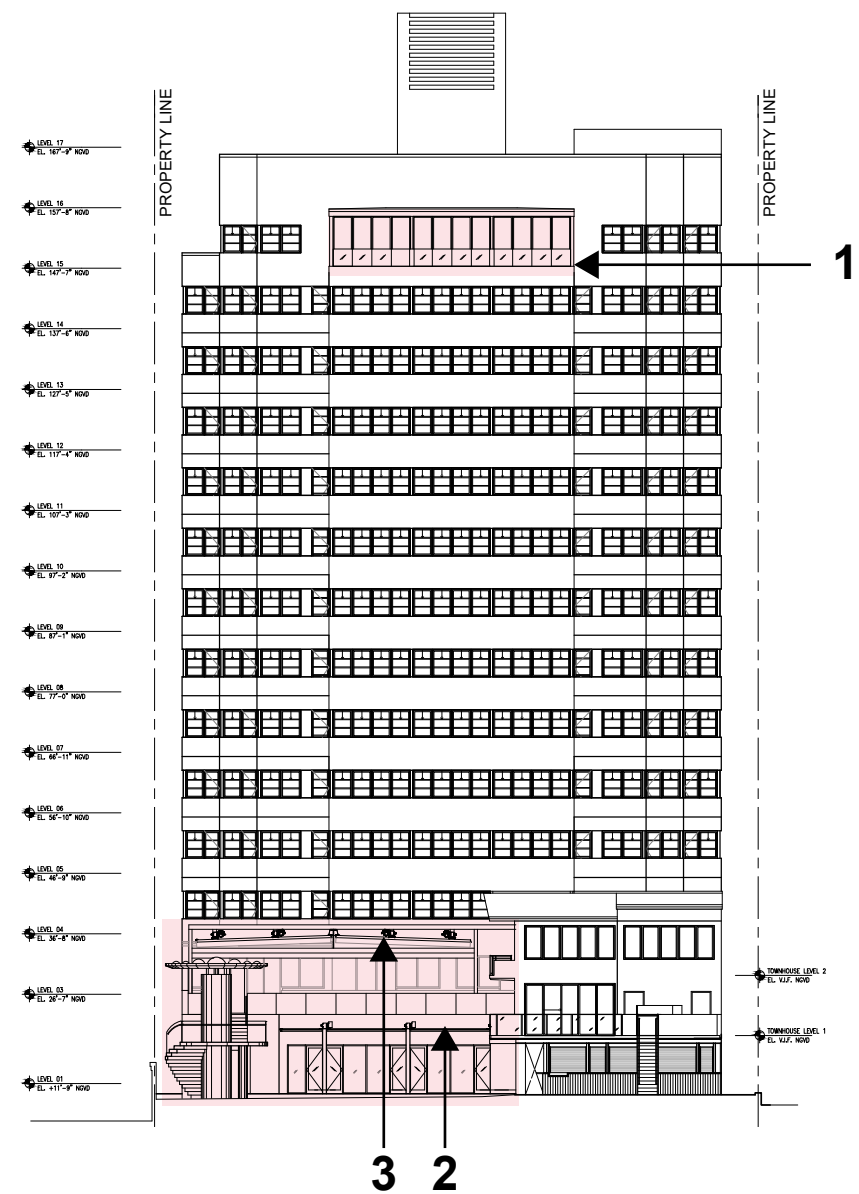 PROPERTY LINE
PROPERTY LINE
LEVEL 17
EL. 167'-9" NGVD
LEVEL 16
EL. 157'-8" NGVD
LEVEL 15
EL. 147'-7" NGVD
1
LEVEL 14
EL. 137'-6" NGVD
LEVEL 13
EL. 127'-5" NGVD
LEVEL 12
EL. 117'-4" NGVD
LEVEL 11
EL. 107'-3" NGVD
LEVEL 10
EL. 97'-2" NGVD
LEVEL 09
EL. 87'-1" NGVD
LEVEL 08
EL. 77'-0" NGVD
LEVEL 07
EL. 66'-11" NGVD
LEVEL 06
EL. 56'-10" NGVD
LEVEL 05
EL. 46'-9" NGVD
LEVEL 04
EL. 36'-8" NGVD
TOWNHOUSE LEVEL 2
EL. V.I.F. NGVD
LEVEL 03
EL. 26'-7" NGVD
TOWNHOUSE LEVEL 1
EL. V.I.F. NGVD
LEVEL 01
EL. +11'-9" NGVD
3 2